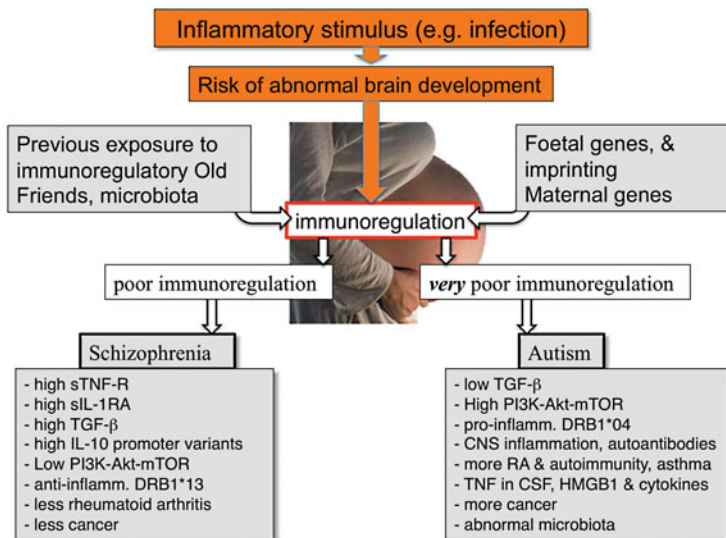 Inflammatory stimulus (e.g. infection)
Risk of abnormal brain development
Previous exposure to
immunoregulatory Old
Friends, microbiota
Foetal genes, &
imprinting
Maternal genes
immunoregulation
poor immunoregulation
very poor immunoregulation
Schizophrenia
- high sTNF-R
- high sIL-1RA
- high TGF-β
- high IL-10 promoter variants
- Low PI3K-Akt-mTOR
- anti-inflamm. DRB1*13
- less rheumatoid arthritis
- less cancer
Autism
- low TGF-β
- High PI3K-Akt-mTOR
- pro-inflamm. DRB1*04
- CNS inflammation, autoantibodies
- more RA & autoimmunity, asthma
- TNF in CSF, HMGB1 & cytokines
- more cancer
- abnormal microbiota